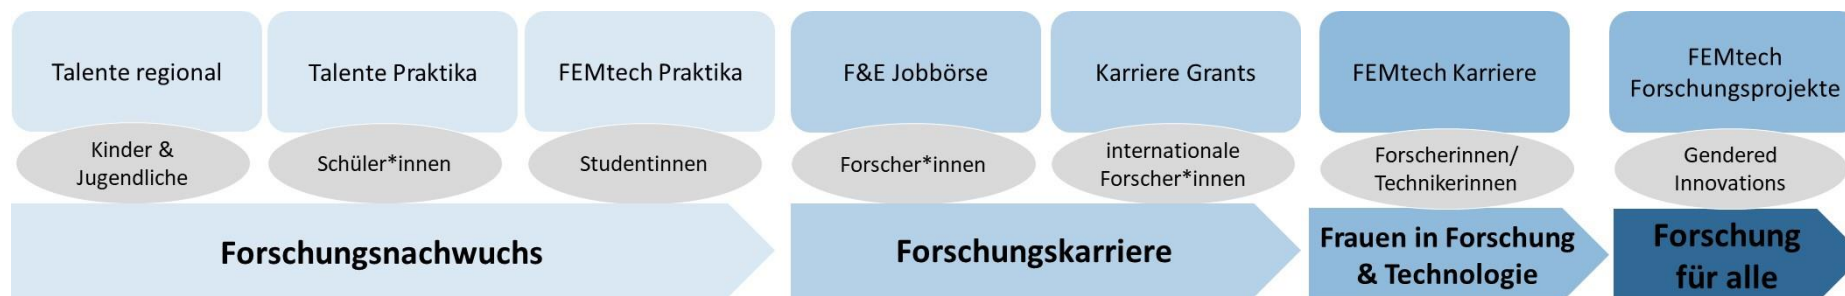 Talente regional
Talente Praktika
FEMtech Praktika
F&E Jobbörse
Karriere Grants
FEMtech Karriere
FEMtech
Forschungsprojekte
Kinder &
Jugendliche
Schüler*innen
Studentinnen
Forscher*innen
internationale
Forscher*innen
Forscherinnen/
Technikerinnen
Gendered
Innovations
Forschungsnachwuchs
Forschungskarriere
Frauen in Forschung
& Technologie
Forschung
für alle